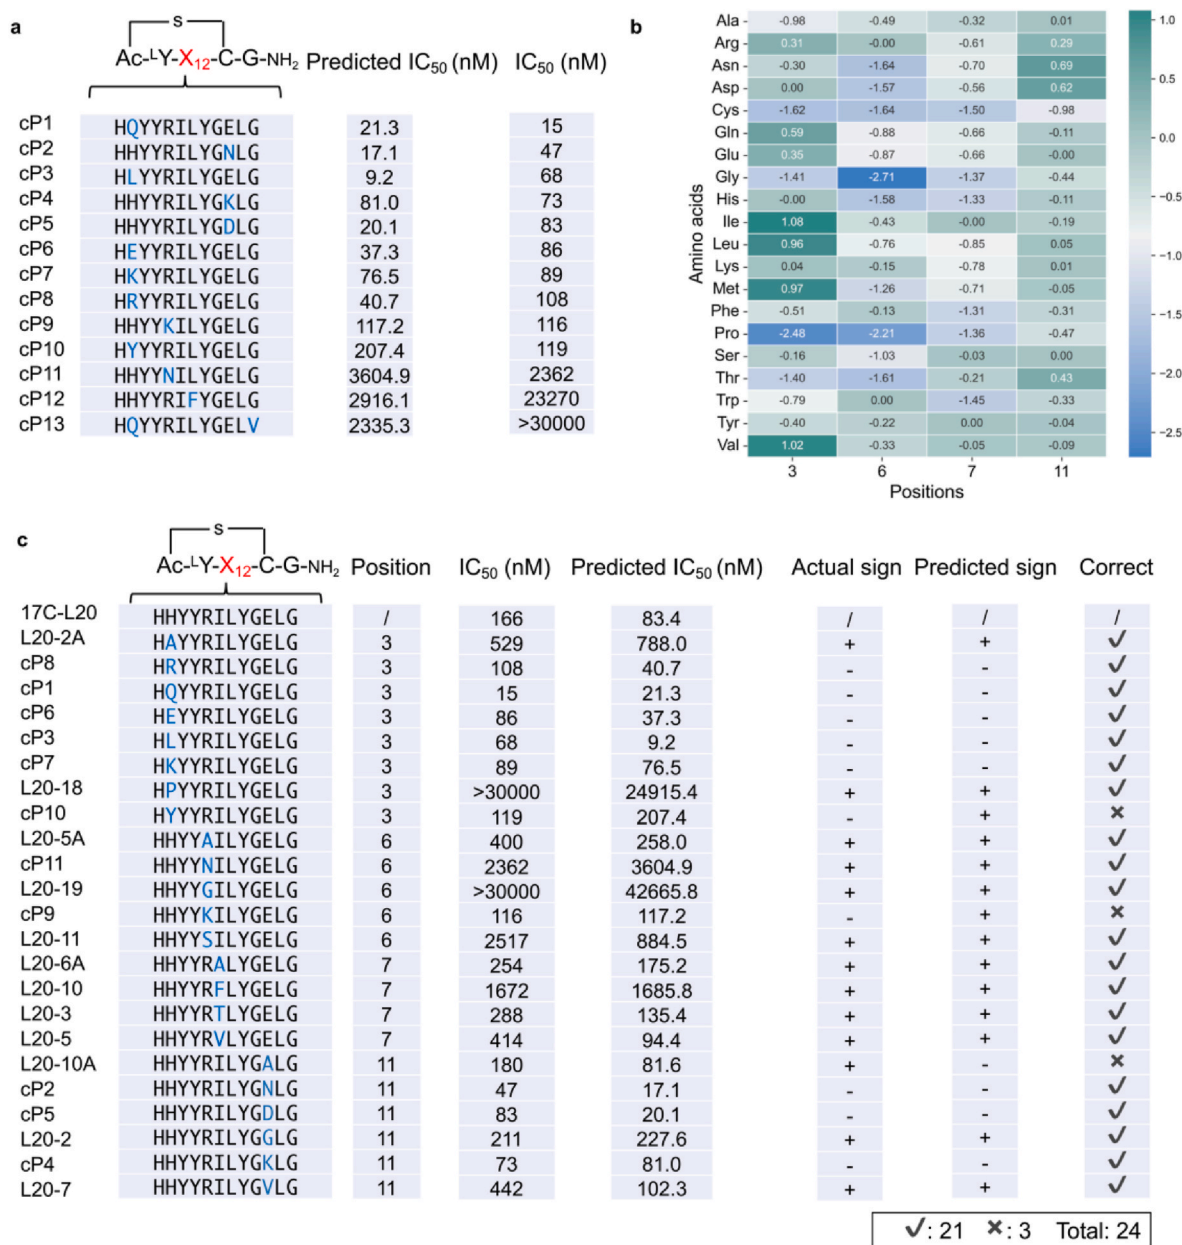 a
S
Ac-ᴸY-X₁₂-C-G-NH₂ Predicted IC₅₀ (nM) IC₅₀ (nM)
cP1 HQYYRILYGELG 21.3 15
cP2 HHYYRILYGNLG 17.1 47
cP3 HLYYRILYGELG 9.2 68
cP4 HHYYRILYGKLG 81.0 73
cP5 HHYYRILYGDLG 20.1 83
cP6 HEYYRILYGELG 37.3 86
cP7 HKYYRILYGELG 76.5 89
cP8 HRYYRILYGELG 40.7 108
cP9 HHYYKILYGELG 117.2 116
cP10 HYYYRILYGELG 207.4 119
cP11 HHYYNILYGELG 3604.9 2362
cP12 HHYYRIFYGELG 2916.1 23270
cP13 HQYYRILYGELV 2335.3 >30000
b
Amino acids
Ala -0.98 -0.49 -0.32 0.01
Arg 0.31 -0.00 -0.61 0.29
Asn -0.30 -1.64 -0.70 0.69
Asp 0.00 -1.57 -0.56 0.62
Cys -1.62 -1.64 -1.50 -0.98
Gln 0.59 -0.88 -0.66 -0.11
Glu 0.35 -0.87 -0.66 -0.00
Gly -1.41 -2.71 -1.37 -0.44
His -0.00 -1.58 -1.33 -0.11
Ile 1.08 -0.43 -0.00 -0.19
Leu 0.96 -0.76 -0.85 0.05
Lys 0.04 -0.15 -0.78 0.01
Met 0.97 -1.26 -0.71 -0.05
Phe -0.51 -0.13 -1.31 -0.31
Pro -2.48 -2.21 -1.36 -0.47
Ser -0.16 -1.03 -0.03 0.00
Thr -1.40 -1.61 -0.21 0.43
Trp -0.79 0.00 -1.45 -0.33
Tyr -0.40 -0.22 0.00 -0.04
Val 1.02 -0.33 -0.05 -0.09
3 6 7 11
Positions
1.0
0.5
0.0
-0.5
-1.0
-1.5
-2.0
-2.5
c
S
Ac-ᴸY-X₁₂-C-G-NH₂ Position IC₅₀ (nM) Predicted IC₅₀ (nM) Actual sign Predicted sign Correct
17C-L20 HHYYRILYGELG / 166 83.4 / / /
L20-2A HAYYRILYGELG 3 529 788.0 + + ✓
cP8 HRYYRILYGELG 3 108 40.7 - - ✓
cP1 HQYYRILYGELG 3 15 21.3 - - ✓
cP6 HEYYRILYGELG 3 86 37.3 - - ✓
cP3 HLYYRILYGELG 3 68 9.2 - - ✓
cP7 HKYYRILYGELG 3 89 76.5 - - ✓
L20-18 HPYYRILYGELG 3 >30000 24915.4 + + ✓
cP10 HYYYRILYGELG 3 119 207.4 - + ×
L20-5A HHYYAILYGELG 6 400 258.0 + + ✓
cP11 HHYYNILYGELG 6 2362 3604.9 + + ✓
L20-19 HHYYGILYGELG 6 >30000 42665.8 + + ✓
cP9 HHYYKILYGELG 6 116 117.2 - + ×
L20-11 HHYYSILYGELG 6 2517 884.5 + + ✓
L20-6A HHYYRALYGELG 7 254 175.2 + + ✓
L20-10 HHYYRFLYGELG 7 1672 1685.8 + + ✓
L20-3 HHYYRTLYGELG 7 288 135.4 + + ✓
L20-5 HHYYRVLYGELG 7 414 94.4 + + ✓
L20-10A HHYYRILYGALG 11 180 81.6 + - ×
cP2 HHYYRILYGNLG 11 47 17.1 - - ✓
cP5 HHYYRILYGDLG 11 83 20.1 - - ✓
L20-2 HHYYRILYGGLG 11 211 227.6 + + ✓
cP4 HHYYRILYGKLG 11 73 81.0 - - ✓
L20-7 HHYYRILYGVLG 11 442 102.3 + + ✓
✓: 21 ×: 3 Total: 24